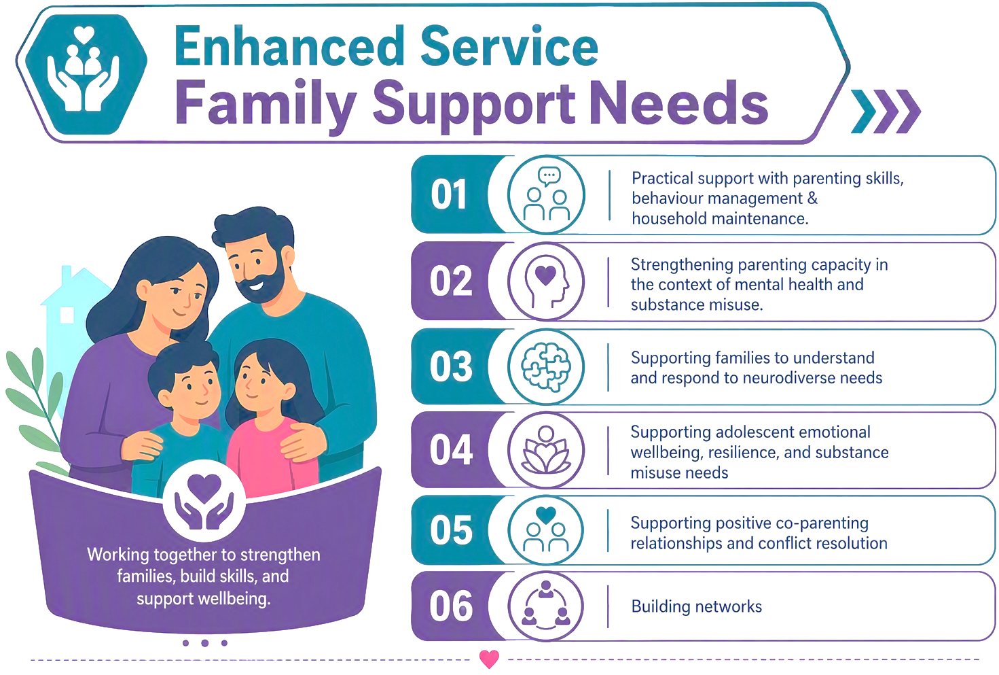 Enhanced Service
Family Support Needs
01
Practical support with parenting skills,
behaviour management &
household maintenance.
02
Strengthening parenting capacity in
the context of mental health and
substance misuse.
03
Supporting families to understand
and respond to neurodiverse needs
04
Supporting adolescent emotional
wellbeing, resilience, and substance
misuse needs
05
Supporting positive co-parenting
relationships and conflict resolution
06
Building networks
Working together to strengthen
families, build skills, and
support wellbeing.